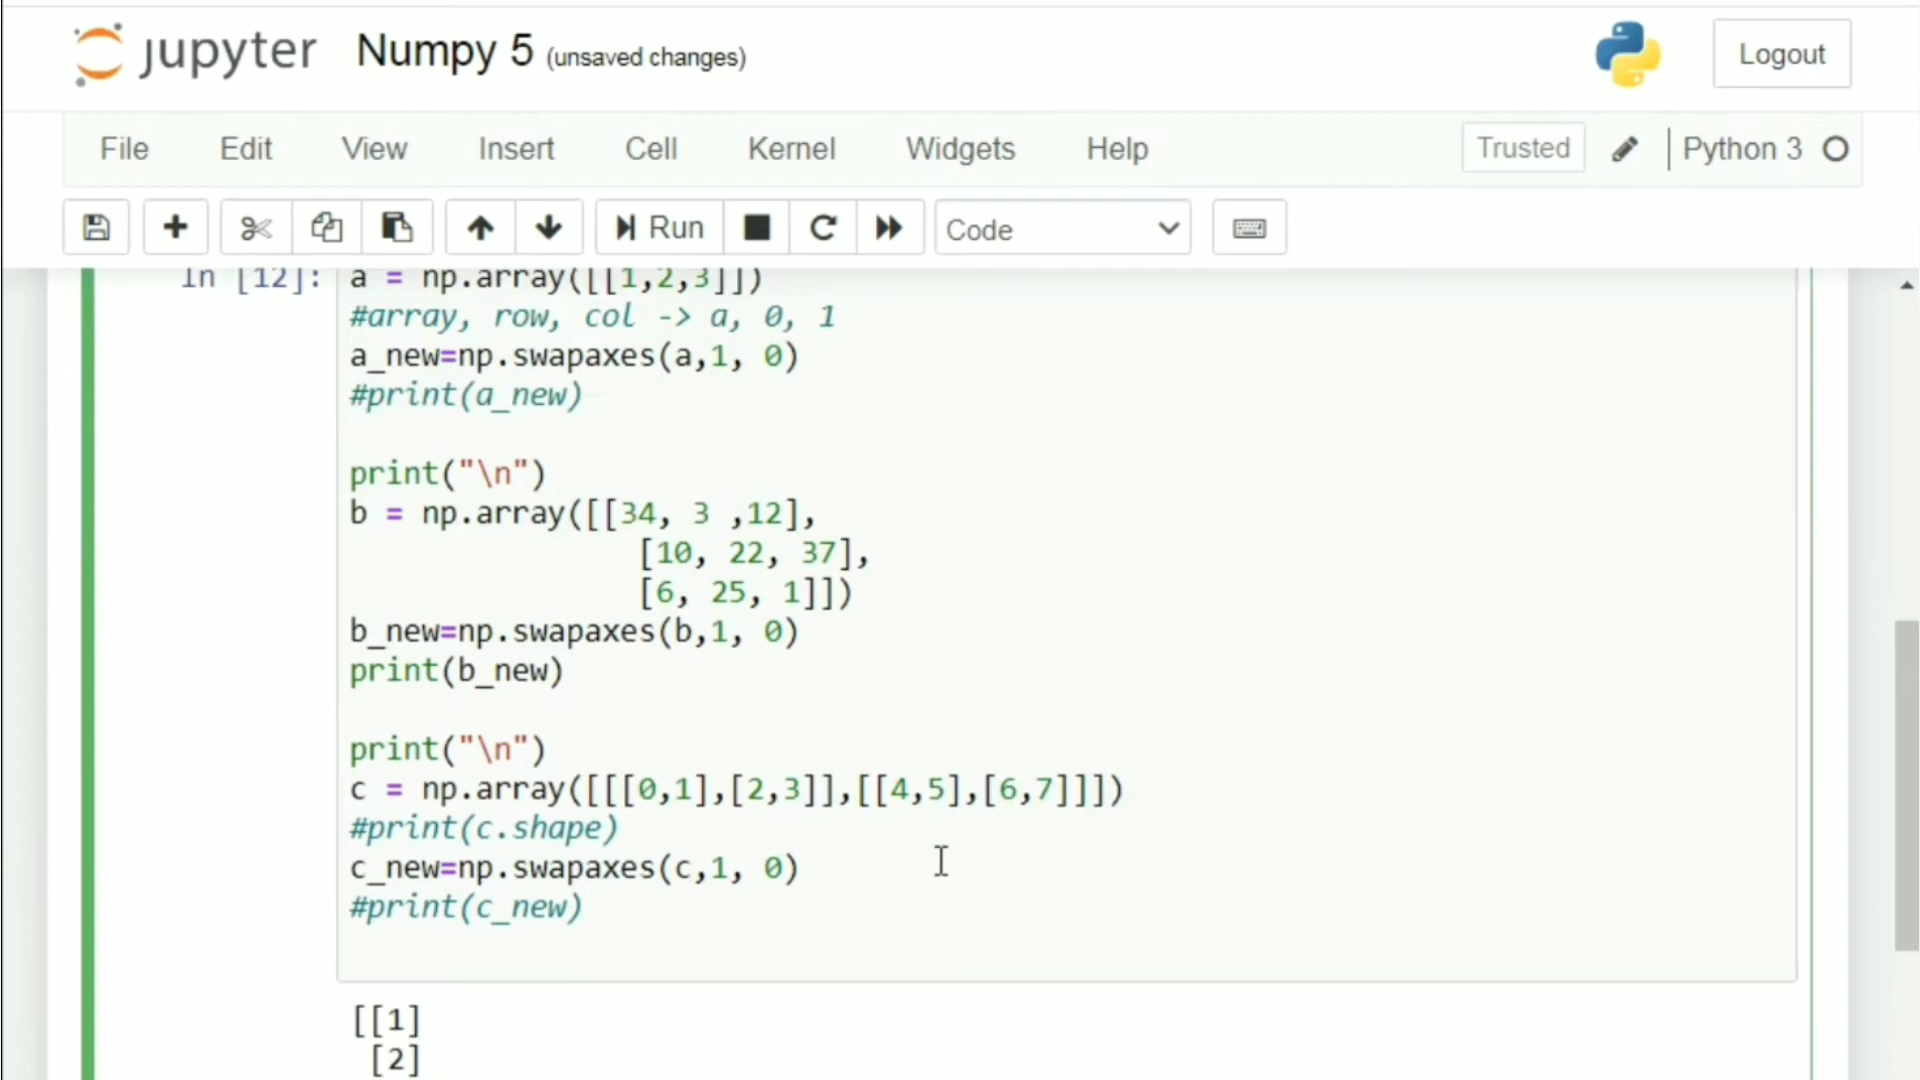 jupyter Numpy 5 (unsaved changes) Logout
File Edit View Insert Cell Kernel Widgets Help Trusted Python 3
Run Code
In [12]: a = np.array([[1,2,3]])
#array, row, col -> a, 0, 1
a_new=np.swapaxes(a,1, 0)
#print(a_new)
print("\n")
b = np.array([[34, 3 ,12],
[10, 22, 37],
[6, 25, 1]])
b_new=np.swapaxes(b,1, 0)
print(b_new)
print("\n")
c = np.array([[[0,1],[2,3]],[[4,5],[6,7]]])
#print(c.shape)
c_new=np.swapaxes(c,1, 0)
#print(c_new)
[[1]
[2]